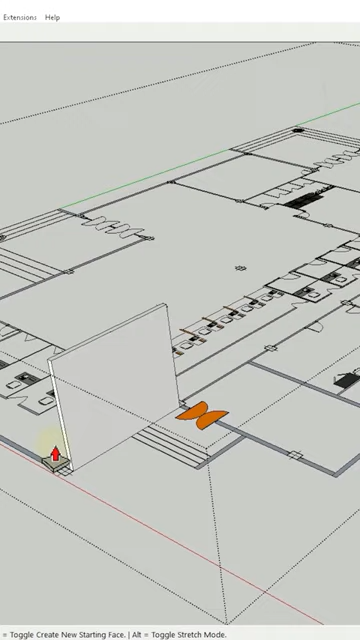 Extensions Help
= Toggle Create New Starting Face. | Alt = Toggle Stretch Mode.